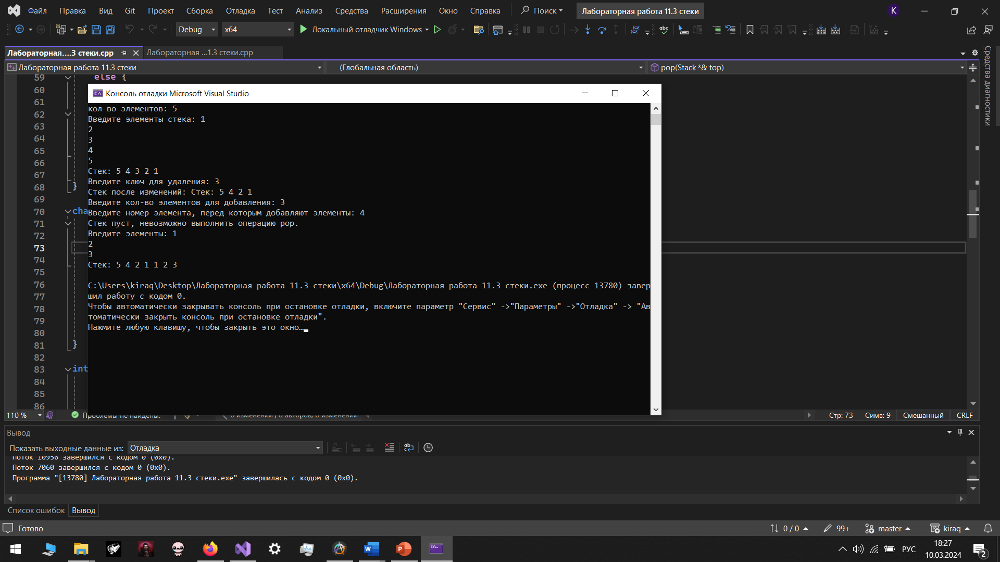 Файл Правка Вид Git Проект Сборка Отладка Тест Анализ Средства Расширения Окно Справка Поиск Лабораторная работа 11.3 стеки K
Debug x64 Локальный отладчик Windows
Лабораторная....3 стеки.cpp Лабораторная ...1.3 стеки.cpp
Лабораторная работа 11.3 стеки (Глобальная область) pop(Stack *& top)
Средства диагностики
59 else {
60
61
62
63
64
65
66
67
68 }
69
70 cha
71
72
73
74
75
76
77
78
79
80
81 }
82
83 int
84
85
86
Консоль отладки Microsoft Visual Studio
кол-во элементов: 5
Введите элементы стека: 1
2
3
4
5
Стек: 5 4 3 2 1
Введите ключ для удаления: 3
Стек после изменений: Стек: 5 4 2 1
Введите кол-во элементов для добавления: 3
Введите номер элемента, перед которым добавляют элементы: 4
Стек пуст, невозможно выполнить операцию pop.
Введите элементы: 1
2
3
Стек: 5 4 2 1 1 2 3
C:\Users\kiraq\Desktop\Лабораторная работа 11.3 стеки\x64\Debug\Лабораторная работа 11.3 стеки.exe (процесс 13780) завер
шил работу с кодом 0.
Чтобы автоматически закрывать консоль при остановке отладки, включите параметр "Сервис" ->"Параметры" ->"Отладка" -> "Ав
томатически закрыть консоль при остановке отладки".
Нажмите любую клавишу, чтобы закрыть это окно…
110 % Проблемы не найдены. 0 изменений | 0 авторов, 0 изменений Стр: 73 Симв: 9 Смешанный CRLF
Вывод
Показать выходные данные из: Отладка
Поток 10956 завершился с кодом 0 (0x0).
Поток 7060 завершился с кодом 0 (0x0).
Программа "[13780] Лабораторная работа 11.3 стеки.exe" завершилась с кодом 0 (0x0).
Список ошибок Вывод
Готово 0 / 0 99+ master kiraq
РУС 18:27
10.03.2024 2